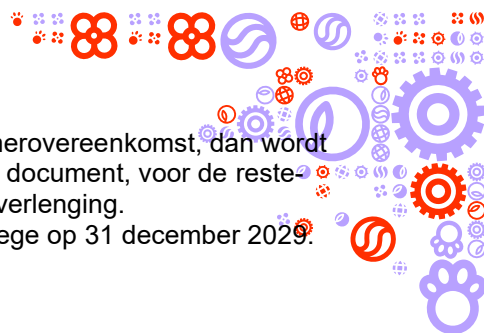 nerovereenkomst, dan wordt
document, voor de reste-
verlenging.
ege op 31 december 2029.